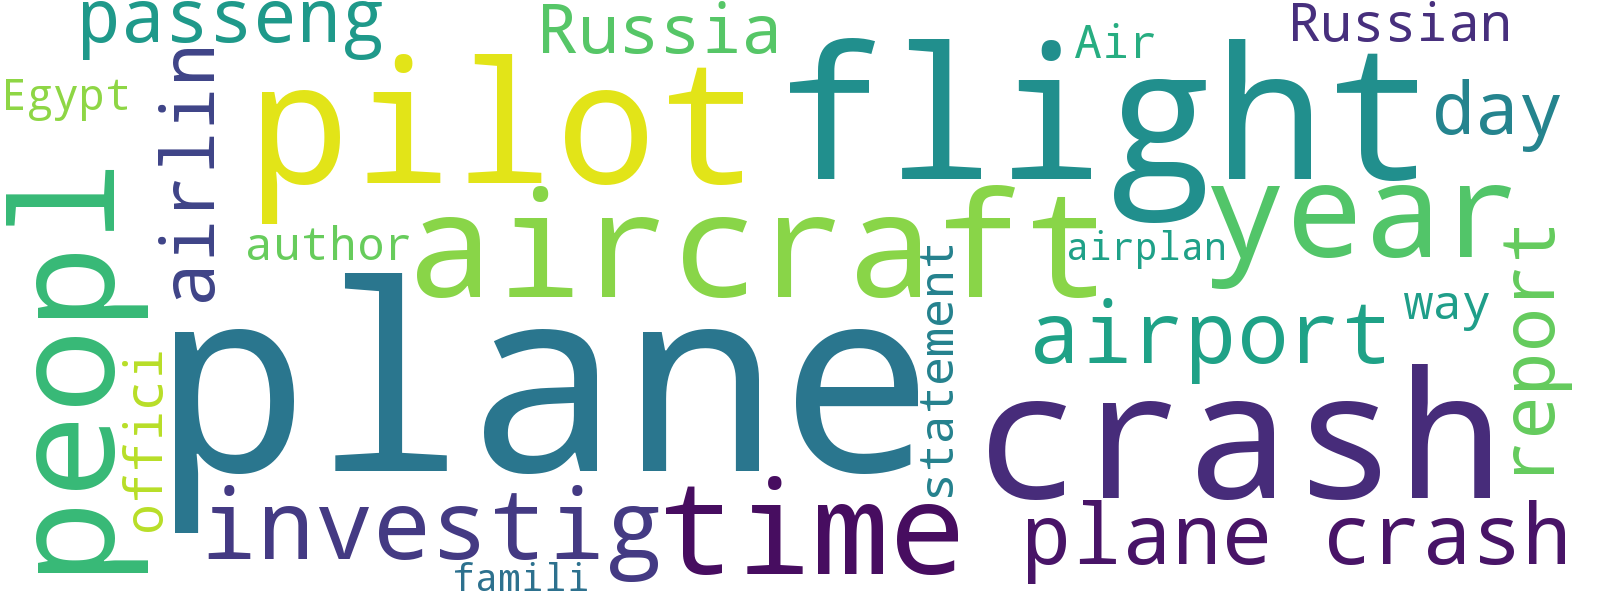 passeng
Russia
Air
Russian
Egypt
airlin
pilot
flight
day
peopl
author
aircraft
airplan
year
report
offici
plane
statement
airport
way
crash
investig
time
plane crash
famili